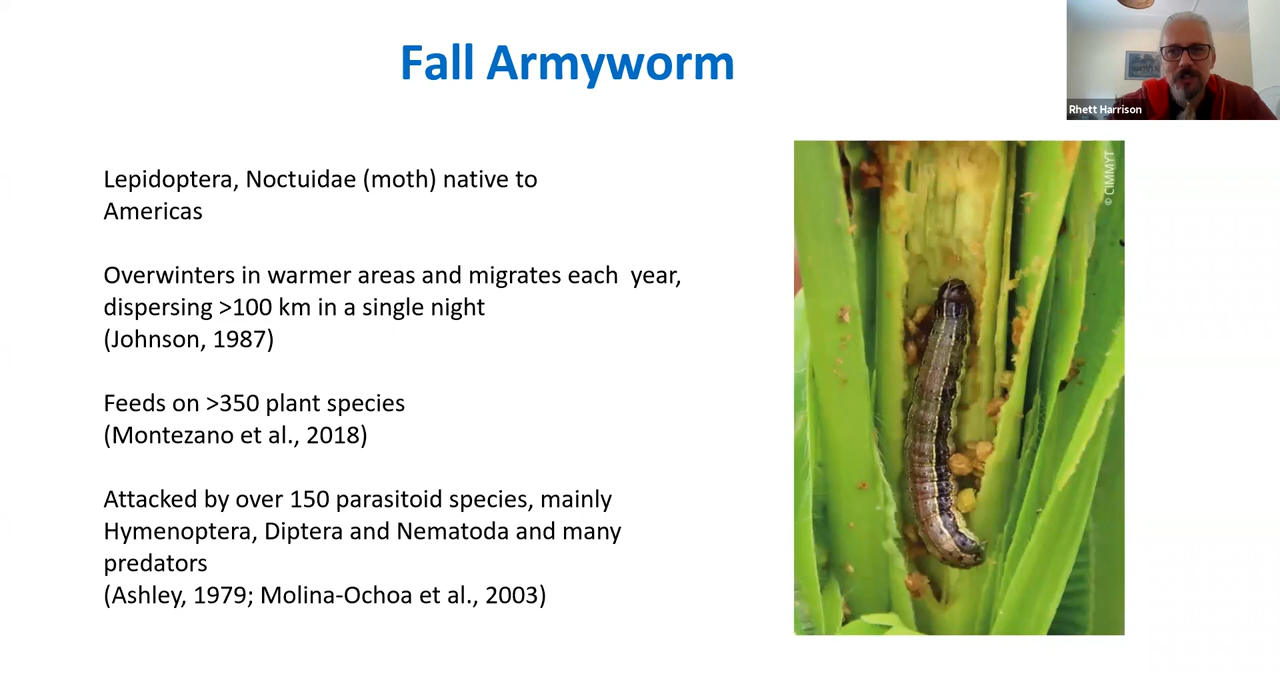 Fall Armyworm
Rhett Harrison
Lepidoptera, Noctuidae (moth) native to
Americas
Overwinters in warmer areas and migrates each  year,
dispersing >100 km in a single night
(Johnson, 1987)
Feeds on >350 plant species
(Montezano et al., 2018)
Attacked by over 150 parasitoid species, mainly
Hymenoptera, Diptera and Nematoda and many
predators
(Ashley, 1979; Molina-Ochoa et al., 2003)
© CIMMYT